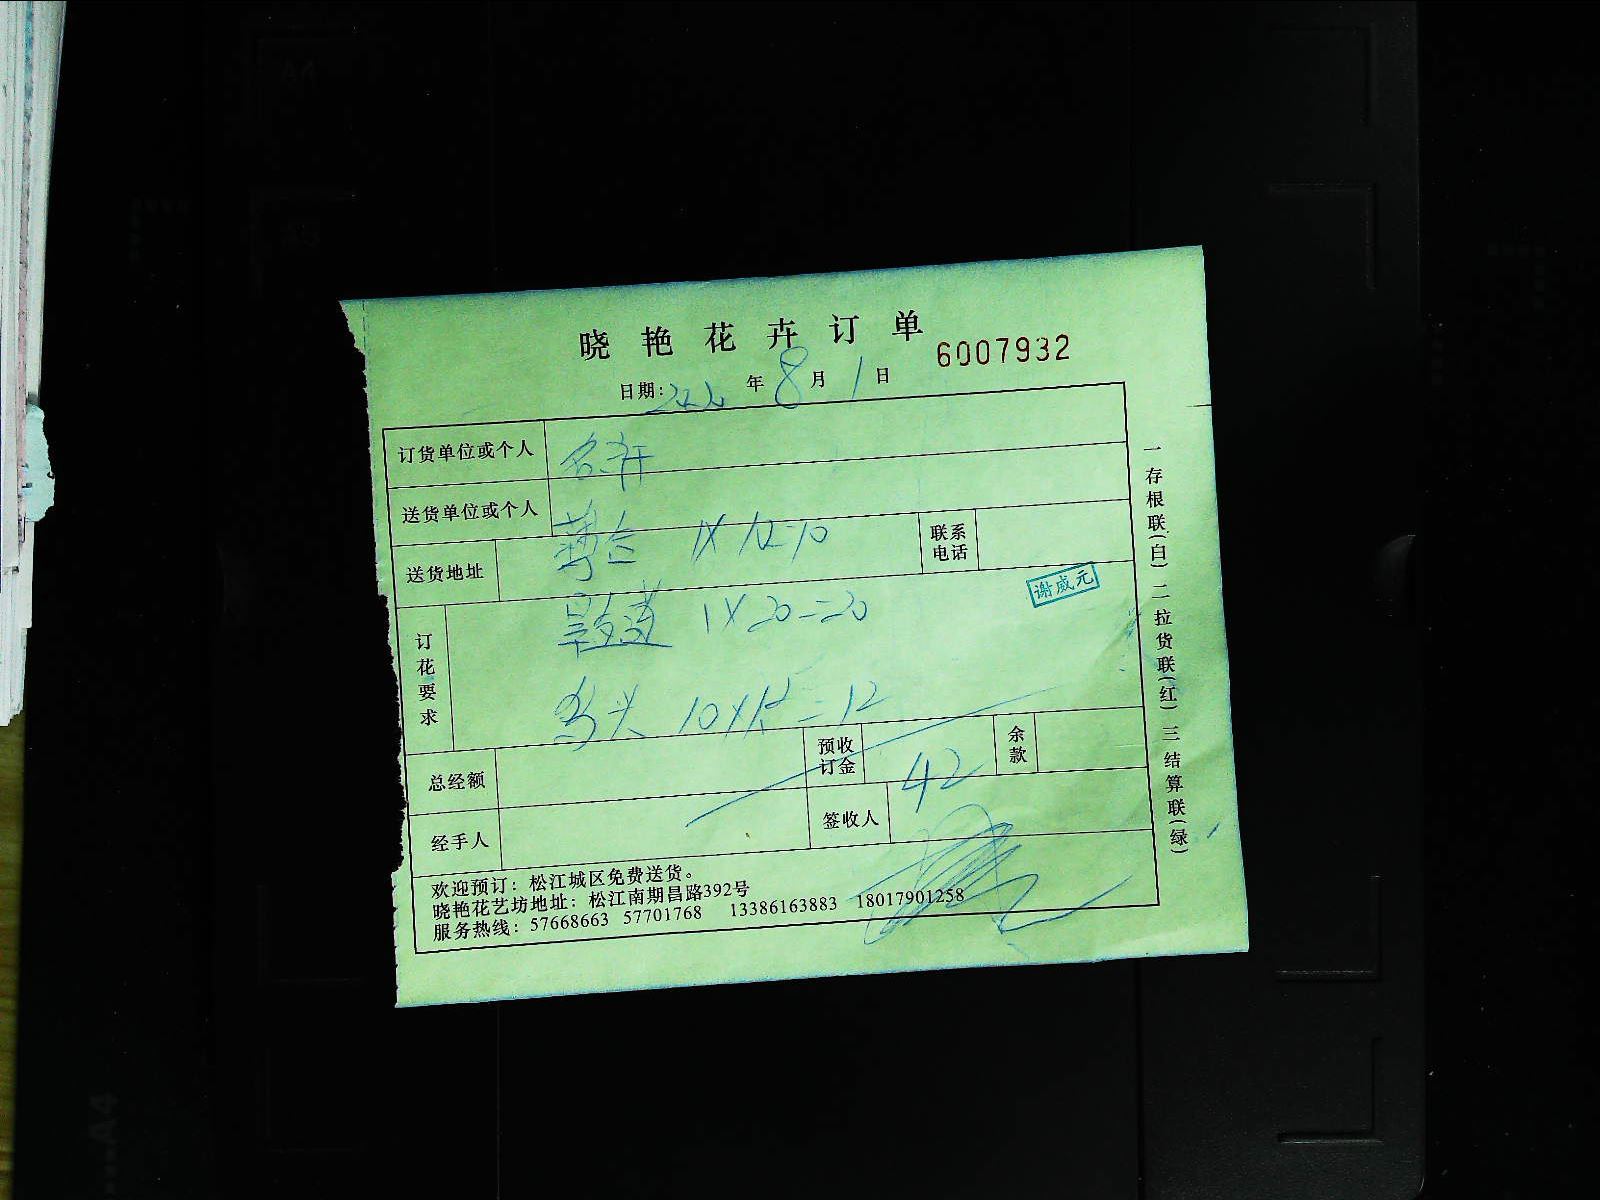 晓艳花卉订单 6007932
日期: 年 8 月 1 日
订货单位或个人 名轩
送货单位或个人
送货地址 1X 10=10 联系电话
谢威元
订花要求 1X20=20
10X =12
总经额 预收订金 42 余款
经手人 签收人
欢迎预订:松江城区免费送货。
晓艳花艺坊地址:松江南期昌路392号
服务热线:57668663 57701768 13386163883 18017901258
一存根联(白) 二拉货联(红) 三结算联(绿)
A4